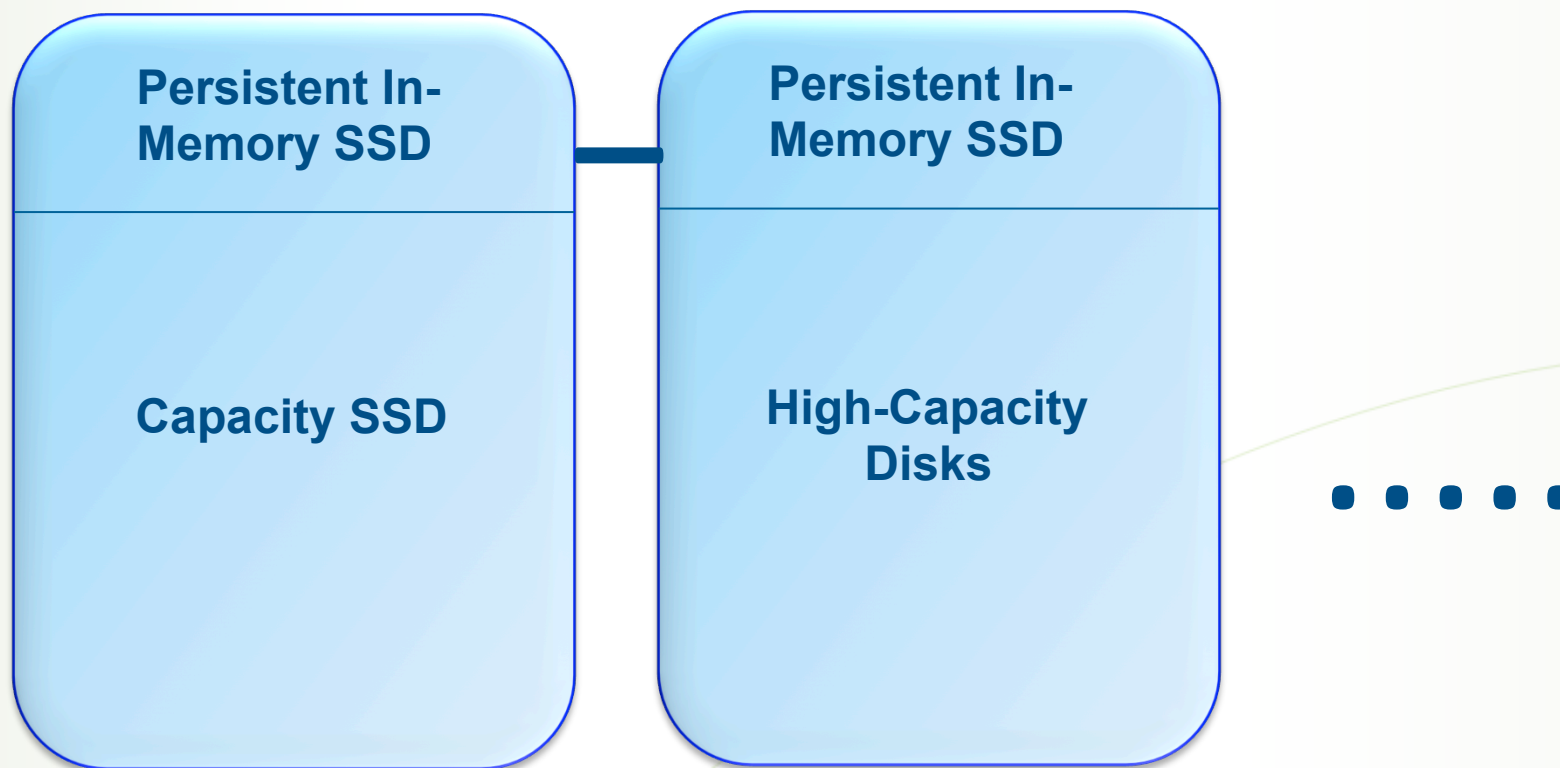 Persistent In-
Memory SSD
Capacity SSD
Persistent In-
Memory SSD
High-Capacity
Disks